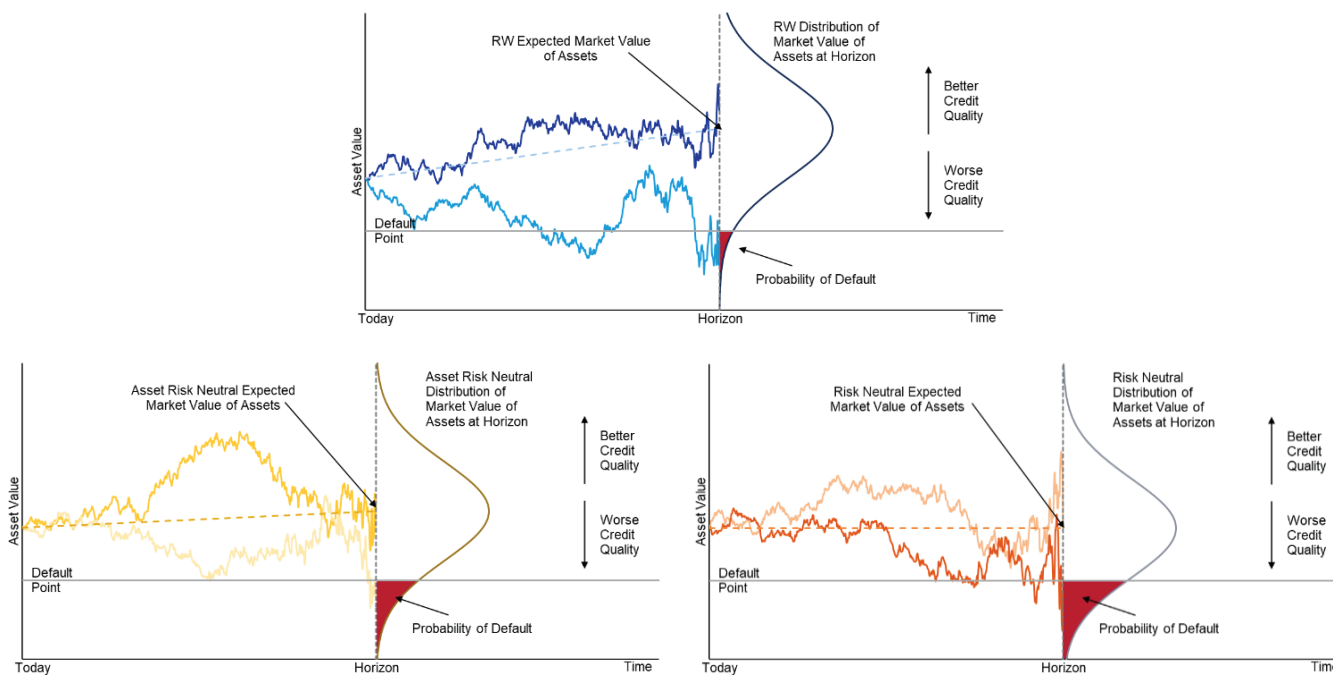 RW Expected Market Value
of Assets
RW Distribution of
Market Value of
Assets at Horizon
Better
Credit
Quality
Worse
Credit
Quality
Asset Value
Default
Point
Probability of Default
Today
Horizon
Time
Asset Risk Neutral Expected
Market Value of Assets
Asset Risk Neutral
Distribution of
Market Value of
Assets at Horizon
Better
Credit
Quality
Worse
Credit
Quality
Asset Value
Default
Point
Probability of Default
Today
Horizon
Time
Risk Neutral Expected
Market Value of Assets
Risk Neutral
Distribution of
Market Value of
Assets at Horizon
Better
Credit
Quality
Worse
Credit
Quality
Asset Value
Default
Point
Probability of Default
Today
Horizon
Time